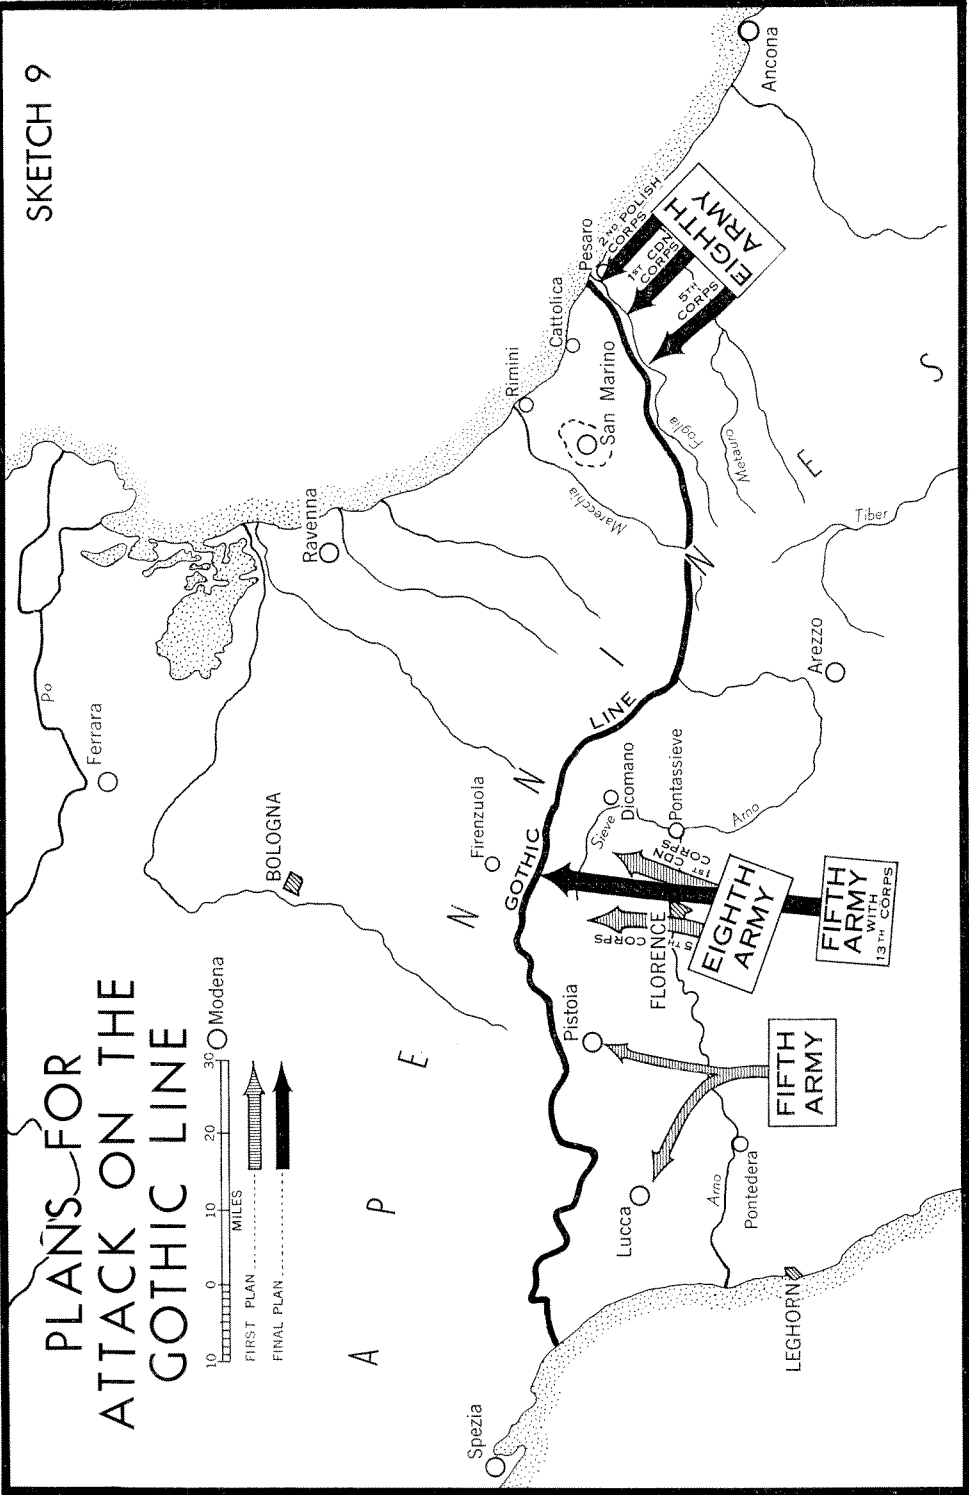 SKETCH 9
PLANS FOR
ATTACK ON THE
GOTHIC LINE
10 0 10 20 30
MILES
FIRST PLAN
FINAL PLAN
Modena
BOLOGNA
Ferrara
Po
Ravenna
Rimini
Cattolica
Pesaro
San Marino
Marecchia
Foglia
Metauro
Ancona
2ND POLISH
CORPS
1ST CDN
CORPS
5TH
CORPS
EIGHTH
ARMY
APENNINES
Spezia
Firenzuola
GOTHIC LINE
Lucca
Pistoia
FLORENCE
Sieve
Dicomano
Pontassieve
Arno
Arezzo
Tiber
5TH
CORPS
1ST CDN
CORPS
EIGHTH
ARMY
FIFTH
ARMY
WITH
13TH CORPS
FIFTH
ARMY
Arno
Pontedera
LEGHORN